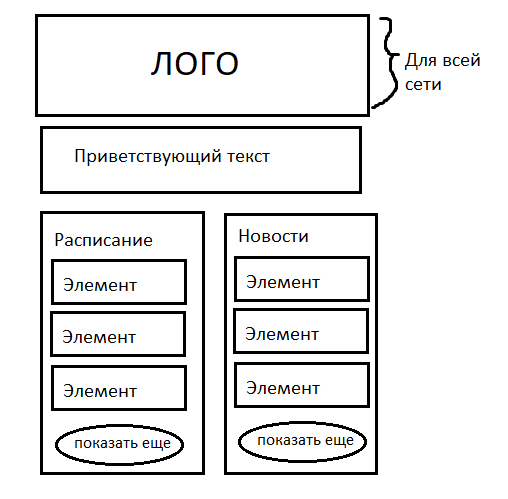 ЛОГО
Для всей
сети
Приветствующий текст
Расписание
Элемент
Элемент
Элемент
показать еще
Новости
Элемент
Элемент
Элемент
показать еще